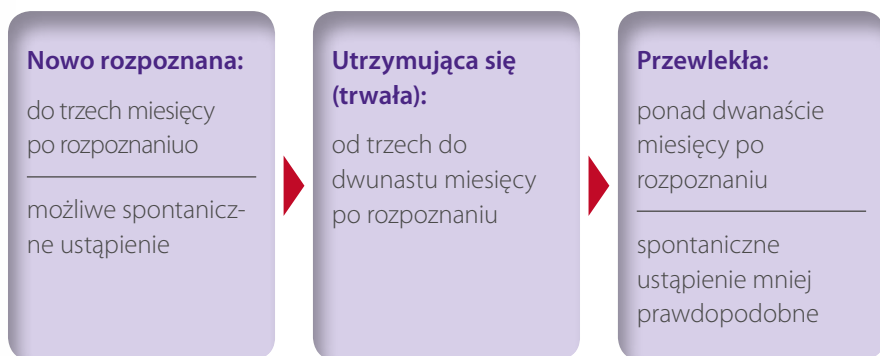 Nowo rozpoznana:
do trzech miesięcy
po rozpoznaniuo
możliwe spontanicz-
ne ustąpienie
Utrzymująca się
(trwała):
od trzech do
dwunastu miesięcy
po rozpoznaniu
Przewlekła:
ponad dwanaście
miesięcy po
rozpoznaniu
spontaniczne
ustąpienie mniej
prawdopodobne